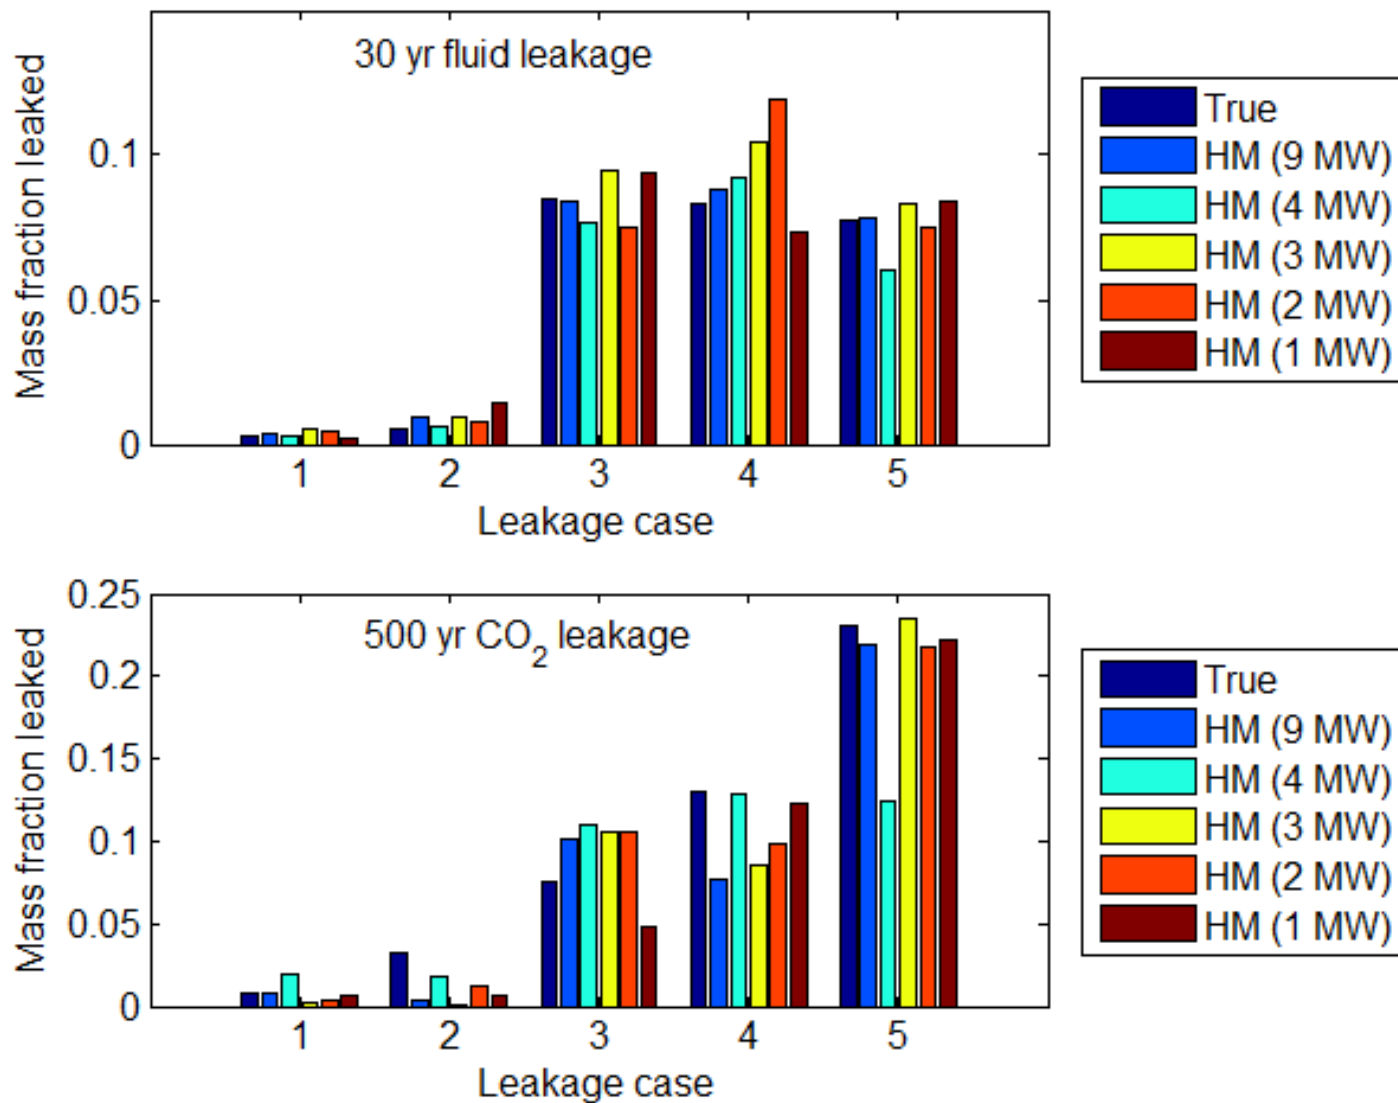 30 yr fluid leakage
Mass fraction leaked
0.1
0.05
0
1 2 3 4 5
Leakage case
True
HM (9 MW)
HM (4 MW)
HM (3 MW)
HM (2 MW)
HM (1 MW)
500 yr CO₂ leakage
Mass fraction leaked
0.25
0.2
0.15
0.1
0.05
0
1 2 3 4 5
Leakage case
True
HM (9 MW)
HM (4 MW)
HM (3 MW)
HM (2 MW)
HM (1 MW)